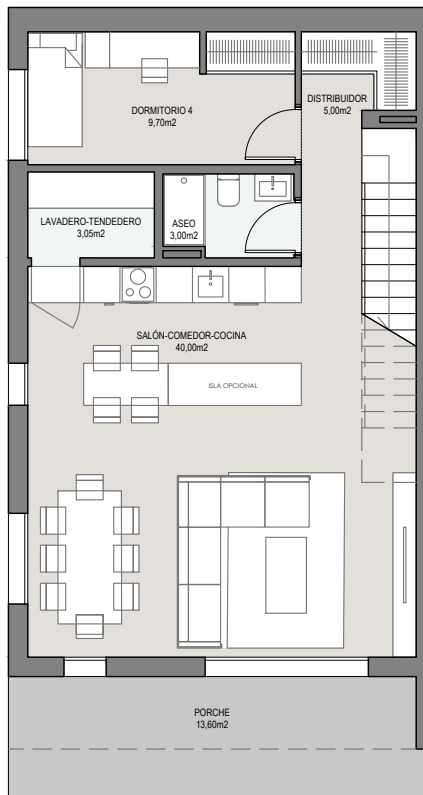 DORMITORIO 4
9,70m2
DISTRIBUIDOR
5,00m2
LAVADERO-TENDEDERO
3,05m2
ASEO
3,00m2
SALÓN-COMEDOR-COCINA
40,00m2
ISLA OPCIONAL
PORCHE
13,60m2